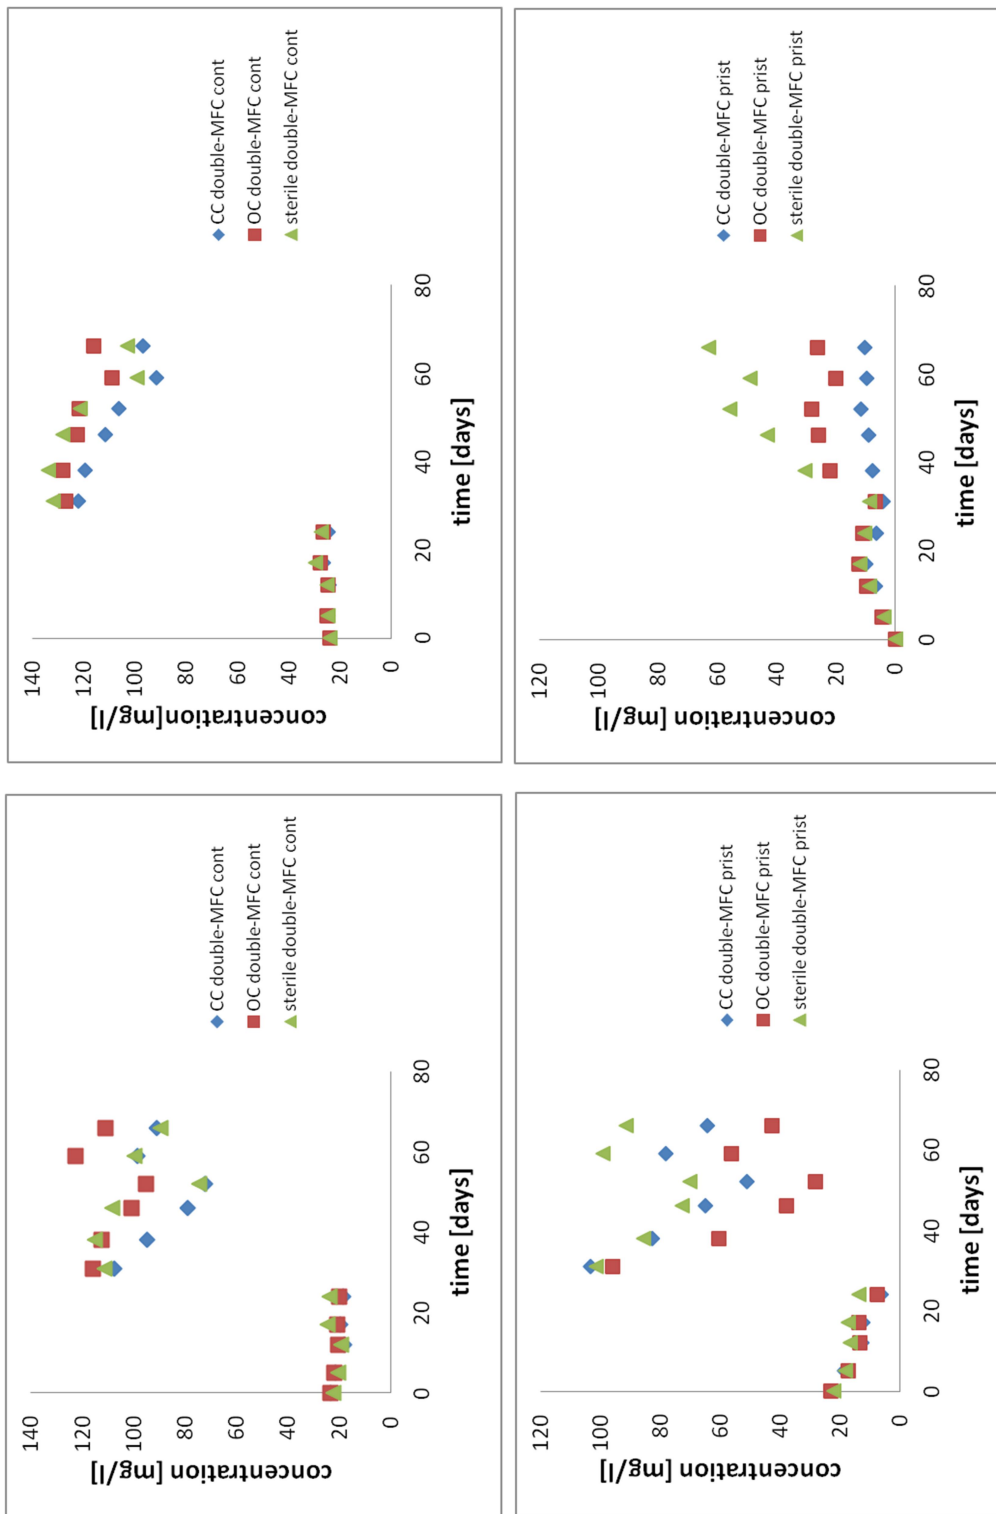 concentration [mg/l]
140
120
100
80
60
40
20
0
0 20 40 60 80
time [days]
CC double-MFC cont
OC double-MFC cont
sterile double-MFC cont
concentration[mg/l]
140
120
100
80
60
40
20
0
0 20 40 60 80
time [days]
CC double-MFC cont
OC double-MFC cont
sterile double-MFC cont
concentration [mg/l]
120
100
80
60
40
20
0
0 20 40 60 80
time [days]
CC double-MFC prist
OC double-MFC prist
sterile double-MFC prist
concentration [mg/l]
120
100
80
60
40
20
0
0 20 40 60 80
time [days]
CC double-MFC prist
OC double-MFC prist
sterile double-MFC prist